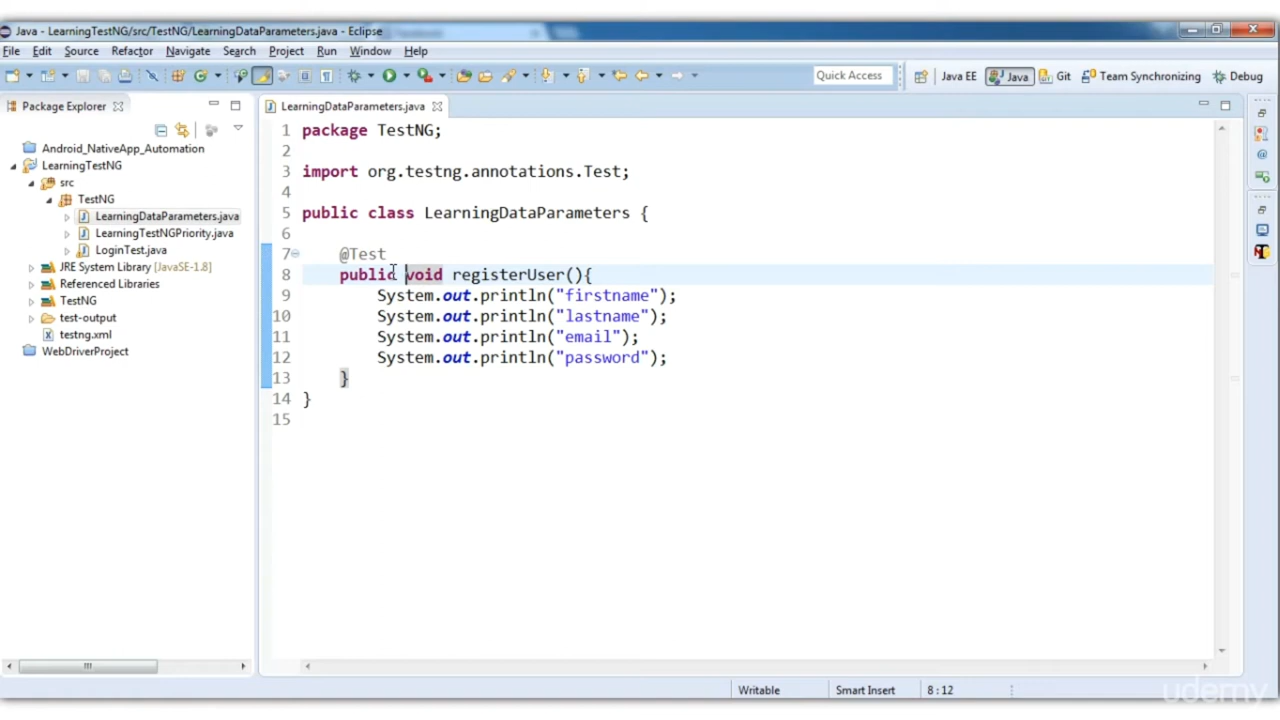 Java - LearningTestNG/src/TestNG/LearningDataParameters.java - Eclipse
File Edit Source Refactor Navigate Search Project Run Window Help
Quick Access Java EE Java Git Team Synchronizing Debug
Package Explorer
LearningDataParameters.java
Android_NativeApp_Automation
LearningTestNG
src
TestNG
LearningDataParameters.java
LearningTestNGPriority.java
LoginTest.java
JRE System Library [JavaSE-1.8]
Referenced Libraries
TestNG
test-output
testng.xml
WebDriverProject
1 package TestNG;
2
3 import org.testng.annotations.Test;
4
5 public class LearningDataParameters {
6
7 @Test
8 public void registerUser(){
9 System.out.println("firstname");
10 System.out.println("lastname");
11 System.out.println("email");
12 System.out.println("password");
13 }
14 }
15
Writable Smart Insert 8:12
udemy